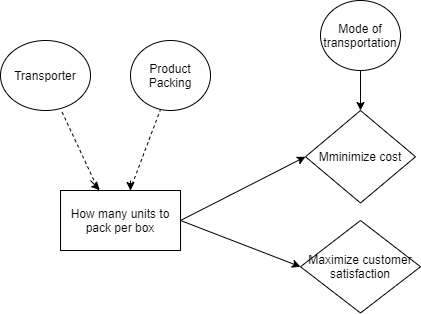 Mode of
transportation
Transporter
Product
Packing
Mminimize cost
How many units to
pack per box
Maximize customer
satisfaction